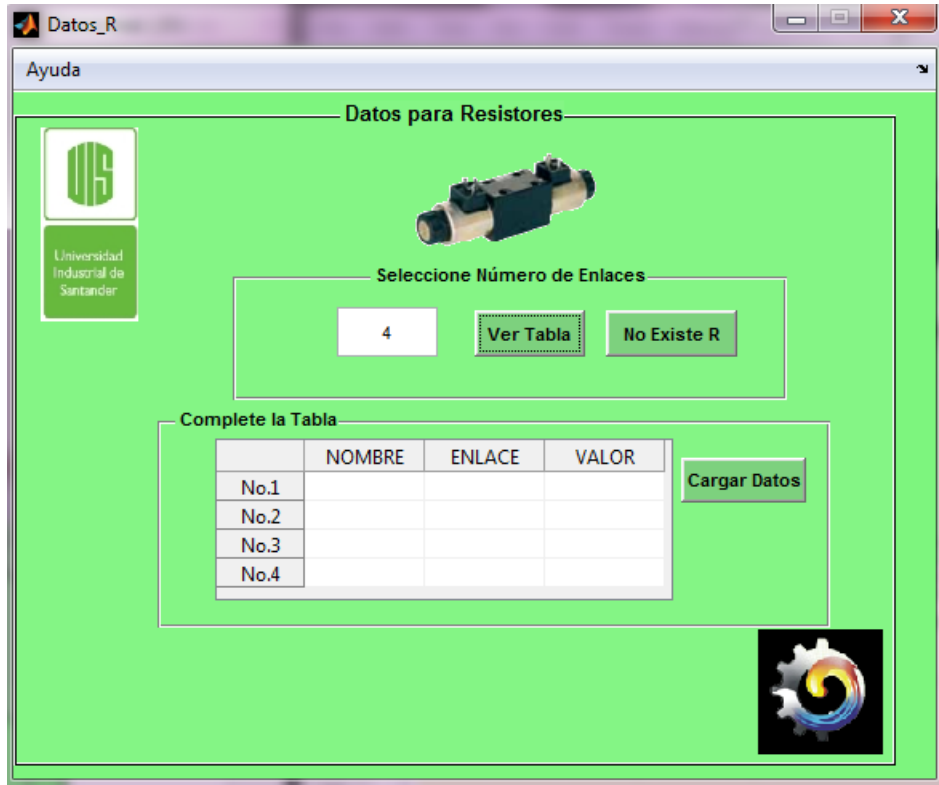 Datos_R
Ayuda
Datos para Resistores
UIS
Universidad
Industrial de
Santander
Seleccione Número de Enlaces
4
Ver Tabla
No Existe R
Complete la Tabla
NOMBRE ENLACE VALOR
Cargar Datos
No.1
No.2
No.3
No.4